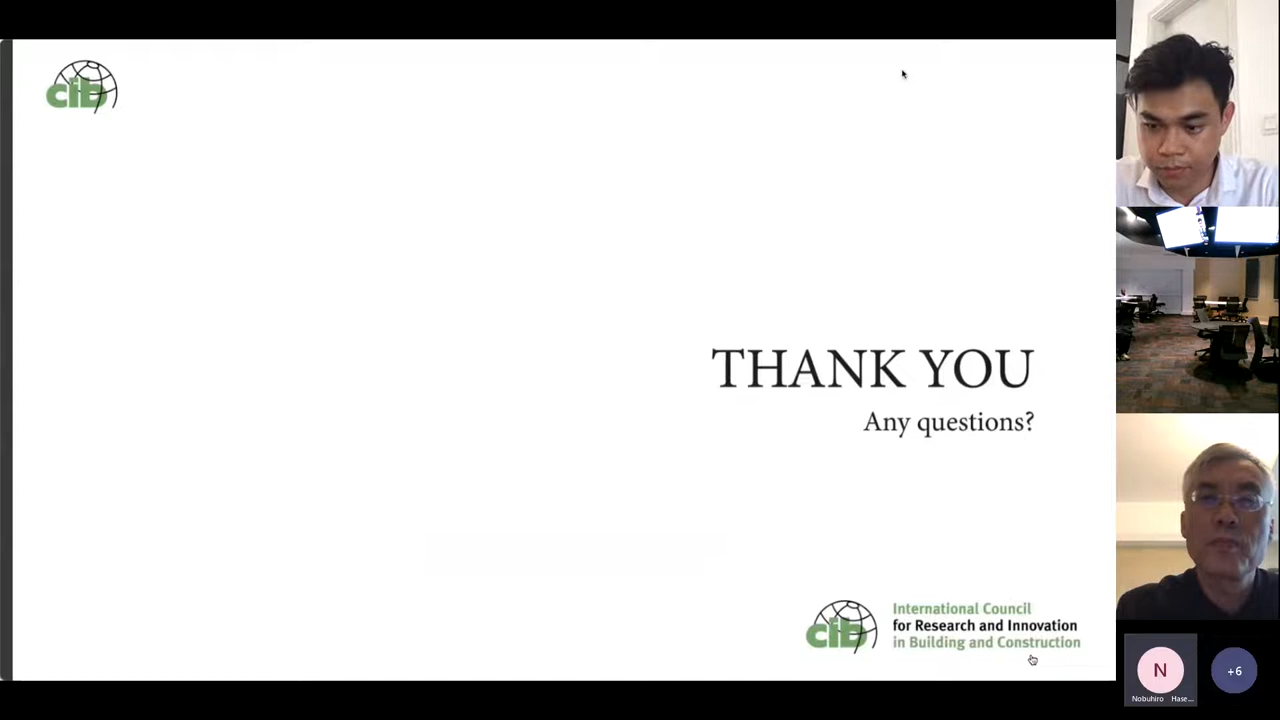 cib
THANK YOU
Any questions?
cib
International Council
for Research and Innovation
in Building and Construction
N
+6
Nobuhiro Hase...